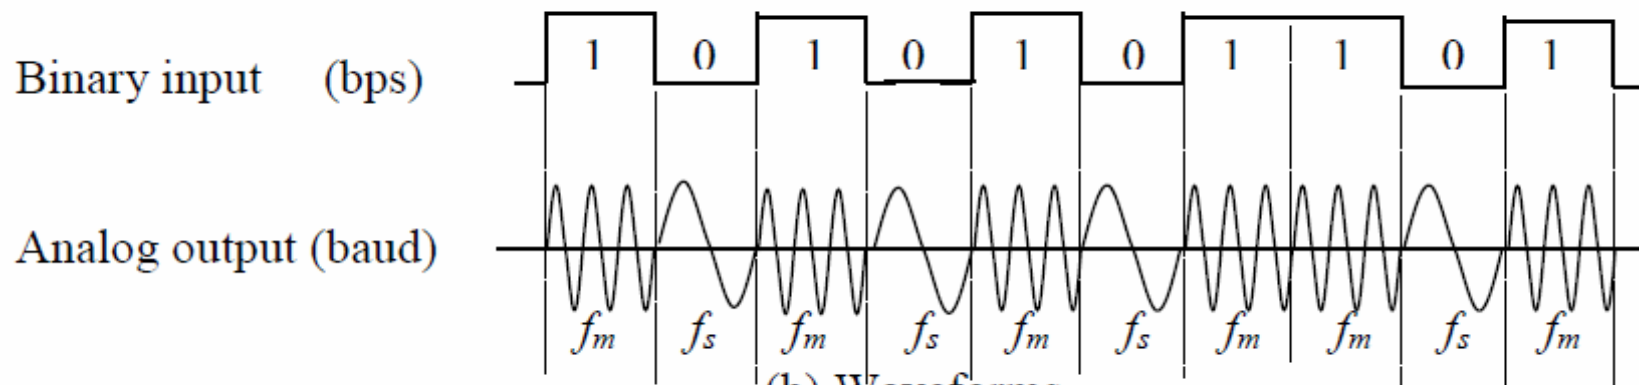 1 0 1 0 1 0 1 1 0 1
Binary input (bps)
Analog output (baud)
fm fs fm fs fm fs fm fm fs fm
(b) Waveforms